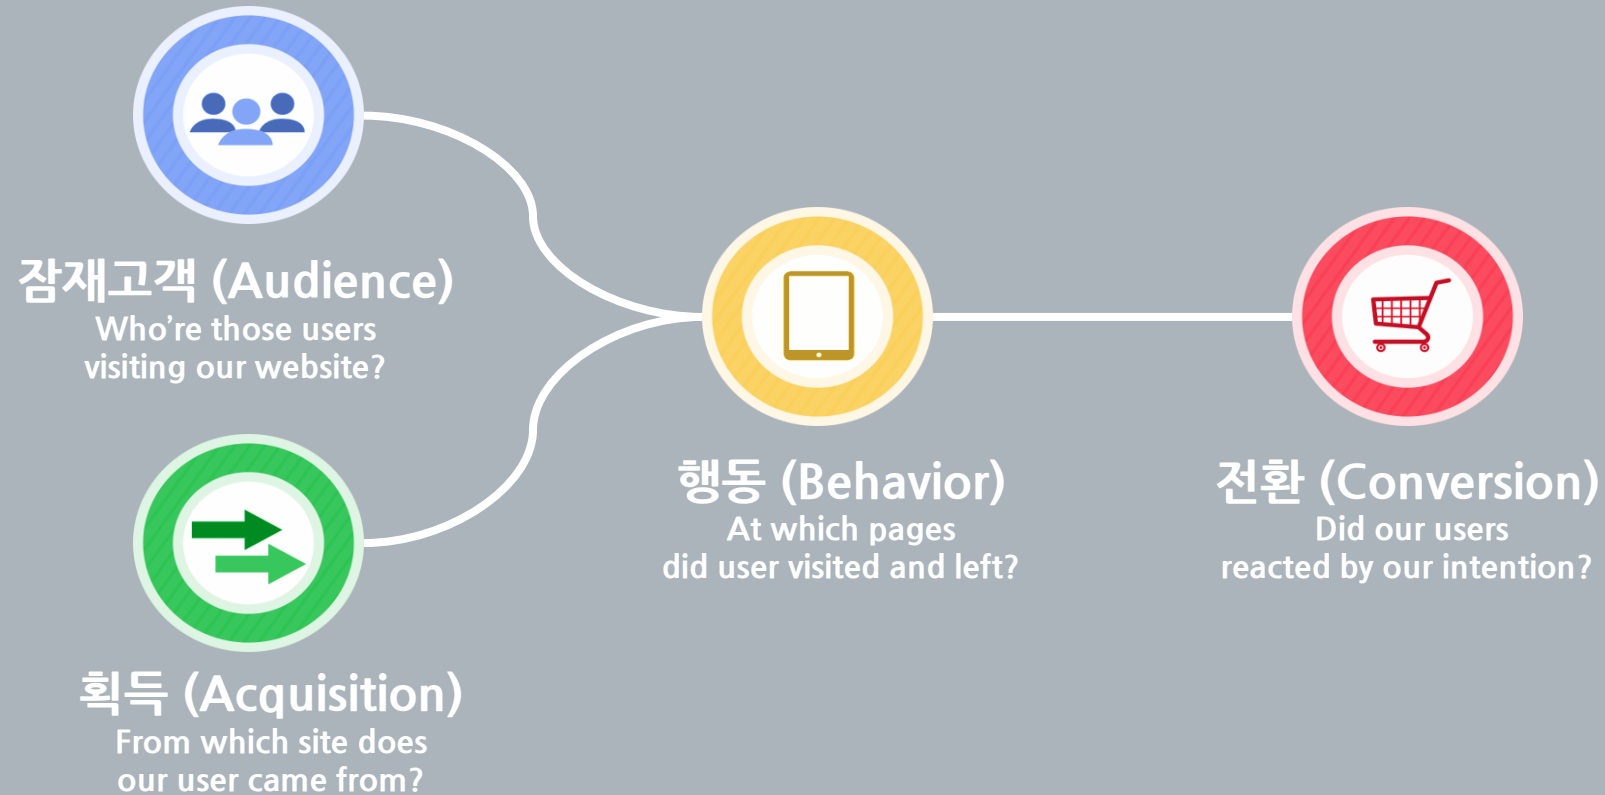 잠재고객 (Audience)
Who’re those users
visiting our website?
획득 (Acquisition)
From which site does
our user came from?
행동 (Behavior)
At which pages
did user visited and left?
전환 (Conversion)
Did our users
reacted by our intention?